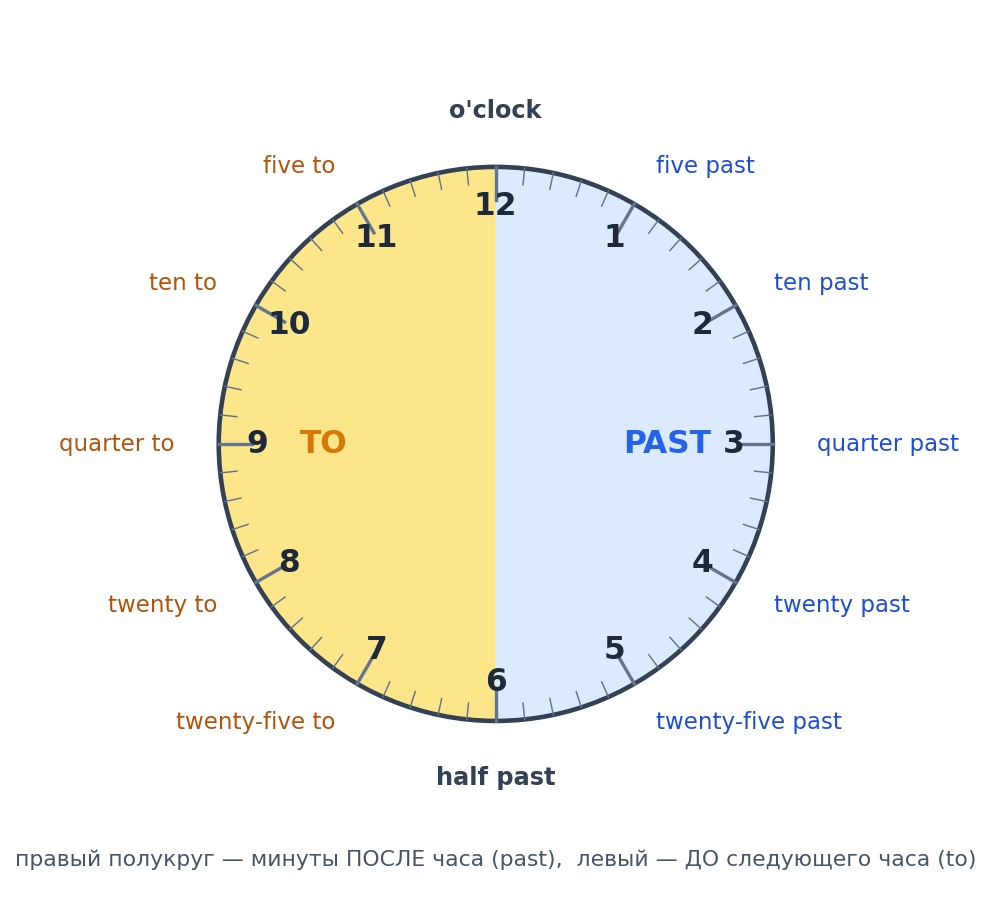 o'clock
five to
five past
12
11
1
ten to
ten past
10
2
quarter to
9
TO
PAST
3
quarter past
8
4
twenty to
twenty past
7
5
6
twenty-five to
twenty-five past
half past
правый полукруг — минуты ПОСЛЕ часа (past), левый — ДО следующего часа (to)